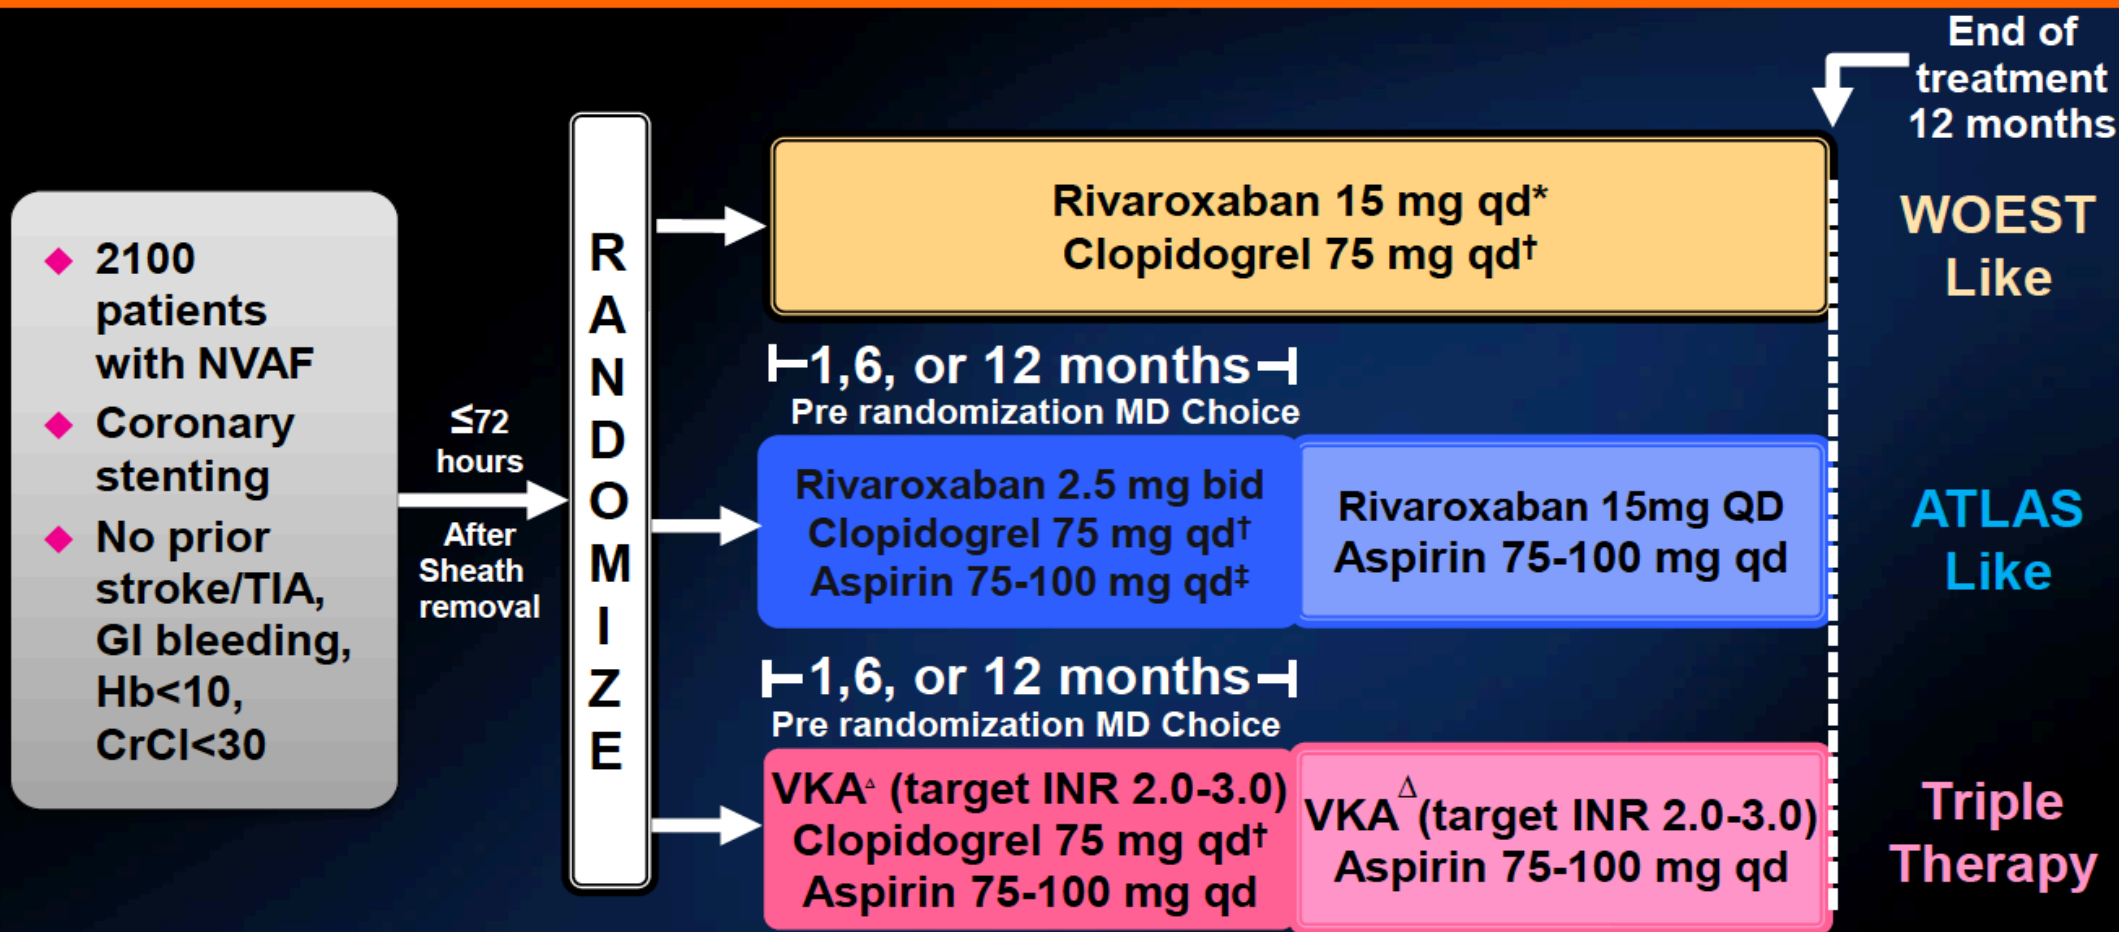 End of
treatment
12 months
2100
patients
with NVAF
Coronary
stenting
No prior
stroke/TIA,
GI bleeding,
Hb<10,
CrCl<30
≤72
hours
After
Sheath
removal
R
A
N
D
O
M
I
Z
E
Rivaroxaban 15 mg qd*
Clopidogrel 75 mg qd†
WOEST
Like
1,6, or 12 months
Pre randomization MD Choice
Rivaroxaban 2.5 mg bid
Clopidogrel 75 mg qd†
Aspirin 75-100 mg qd‡
Rivaroxaban 15mg QD
Aspirin 75-100 mg qd
ATLAS
Like
1,6, or 12 months
Pre randomization MD Choice
VKAΔ (target INR 2.0-3.0)
Clopidogrel 75 mg qd†
Aspirin 75-100 mg qd
VKAΔ(target INR 2.0-3.0)
Aspirin 75-100 mg qd
Triple
Therapy